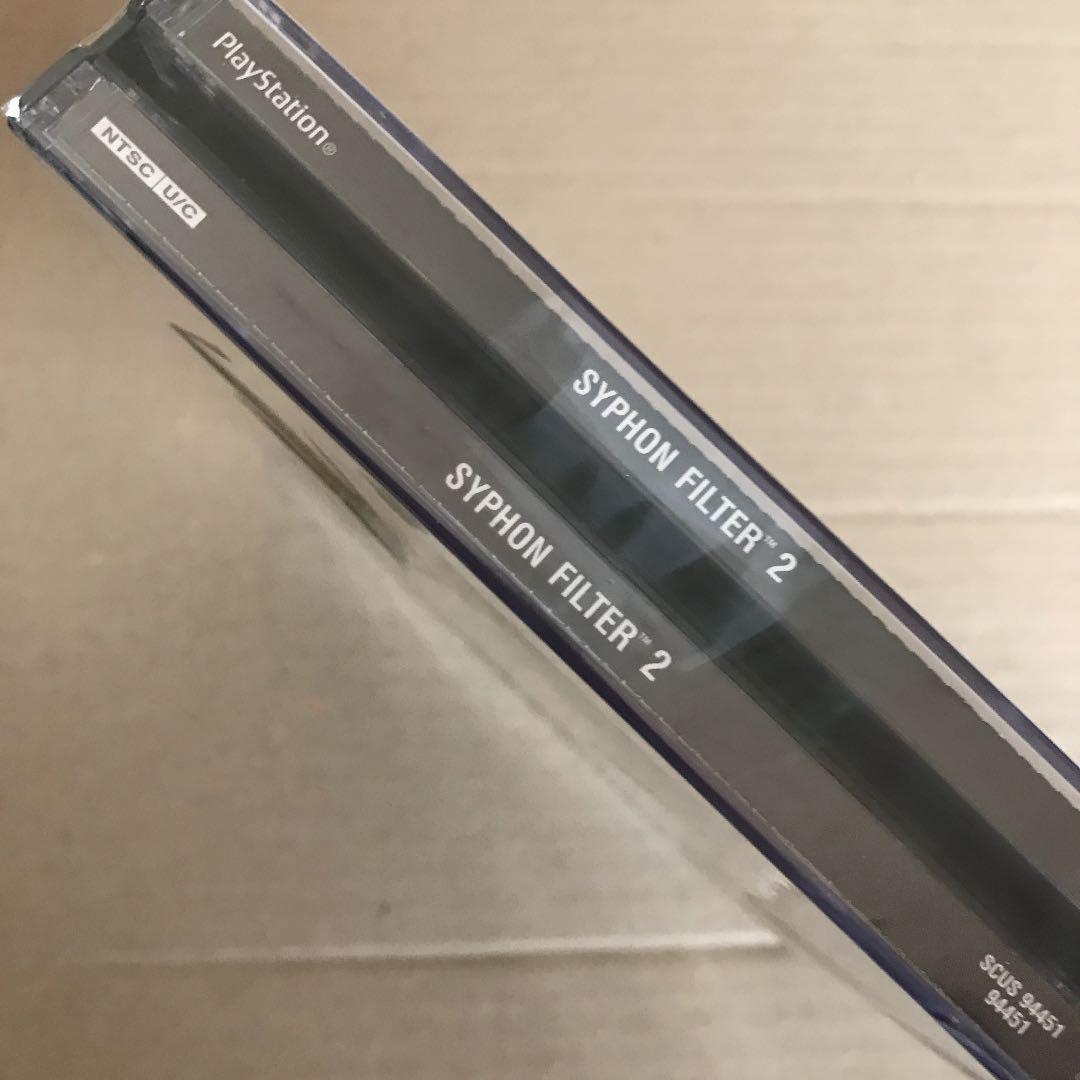 PlayStation®
SYPHON FILTER™ 2
NTSC U/C
SYPHON FILTER™ 2
SCUS 94451
94451